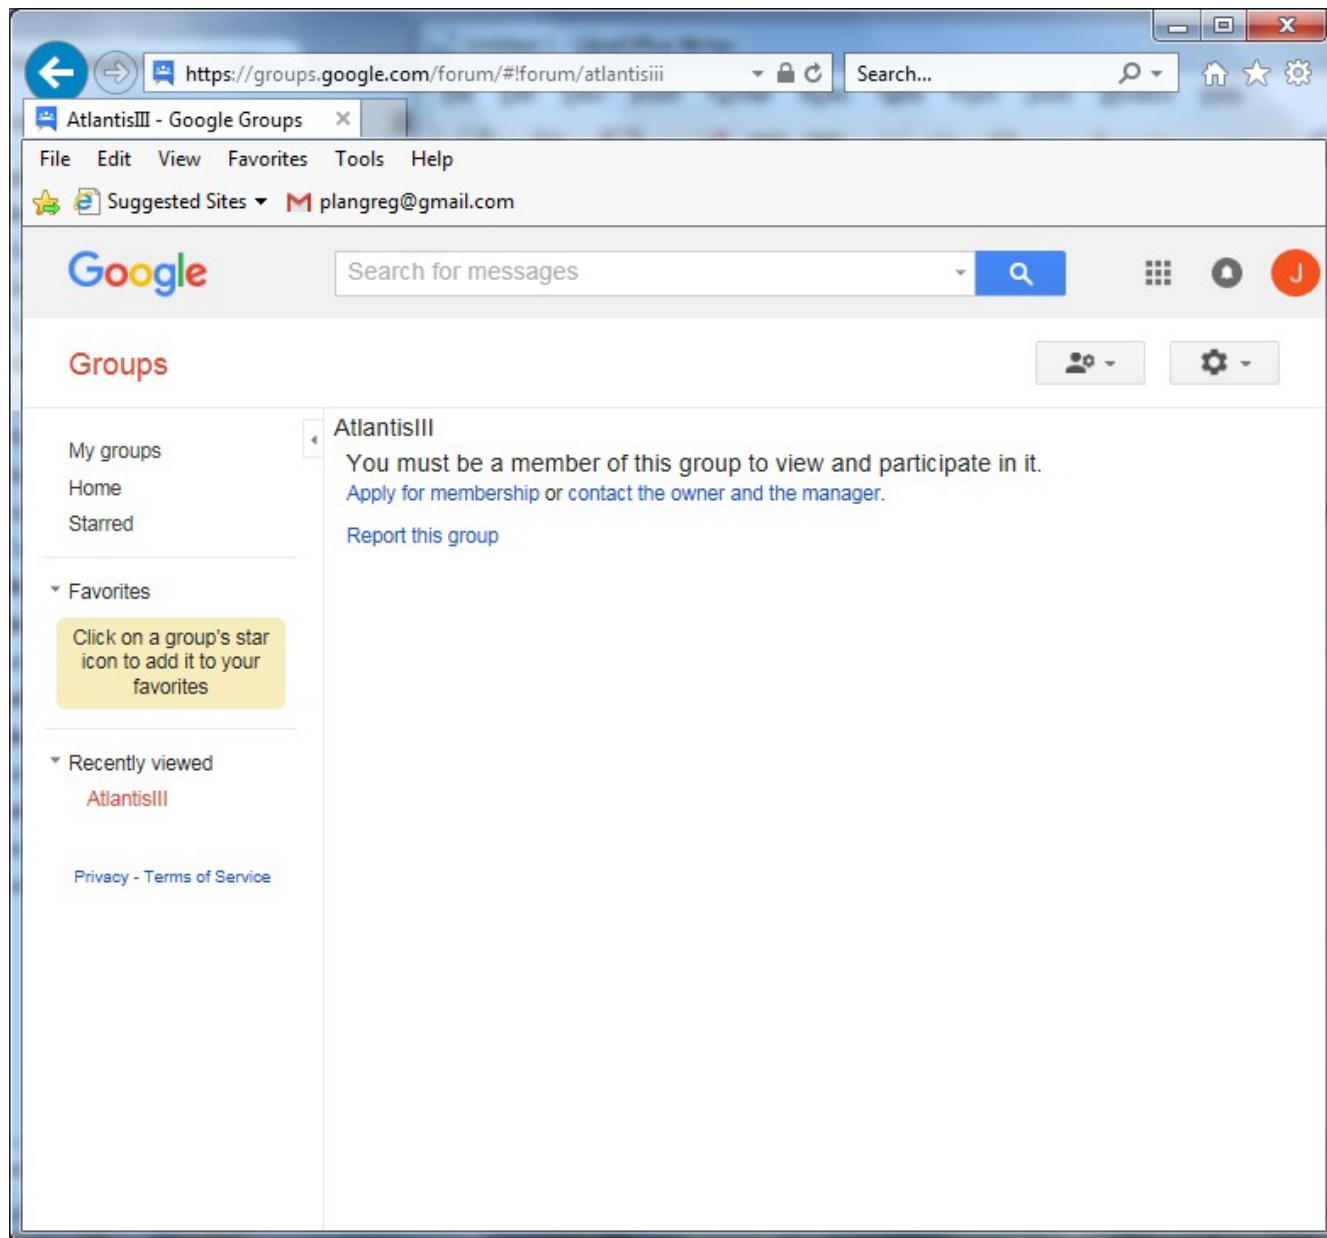 https://groups.google.com/forum/#!forum/atlantisiii
Search...
AtlantisIII - Google Groups
File Edit View Favorites Tools Help
Suggested Sites
plangreg@gmail.com
Google
Search for messages
J
Groups
My groups
Home
Starred
Favorites
Click on a group's star
icon to add it to your
favorites
Recently viewed
AtlantisIII
Privacy - Terms of Service
AtlantisIII
You must be a member of this group to view and participate in it.
Apply for membership or contact the owner and the manager.
Report this group